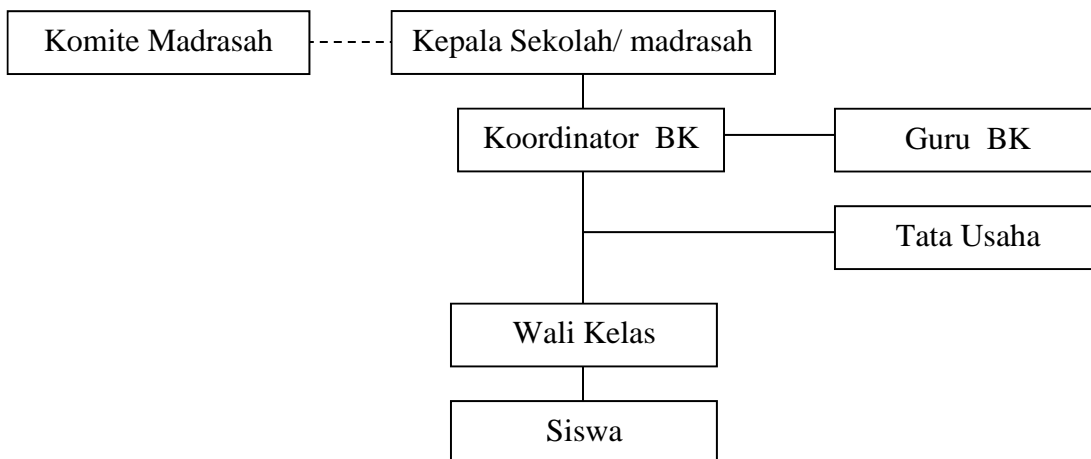 Komite Madrasah
Kepala Sekolah/ madrasah
Koordinator BK
Guru BK
Tata Usaha
Wali Kelas
Siswa